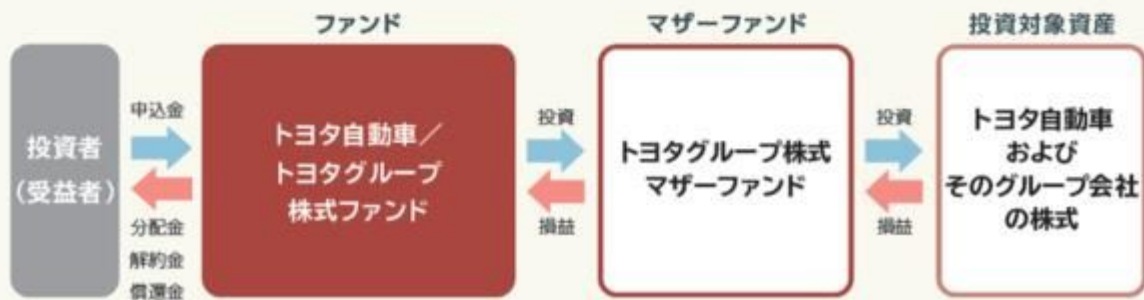 ファンド
マザーファンド
投資対象資産
投資者
(受益者)
申込金
分配金
解約金
償還金
トヨタ自動車／
トヨタグループ
株式ファンド
投資
損益
トヨタグループ株式
マザーファンド
投資
損益
トヨタ自動車
および
そのグループ会社
の株式